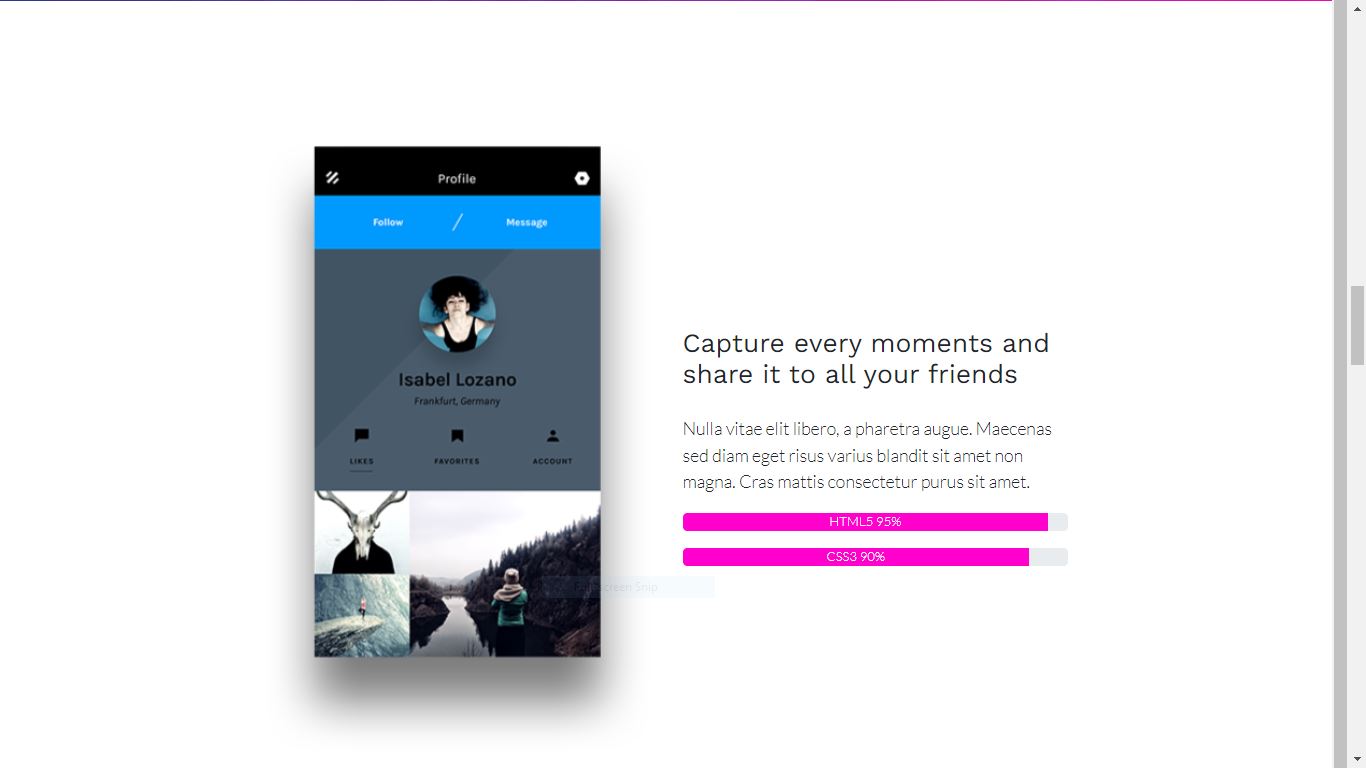 Profile
Follow / Message
Isabel Lozano
Frankfurt, Germany
LIKES FAVORITES ACCOUNT
Capture every moments and
share it to all your friends
Nulla vitae elit libero, a pharetra augue. Maecenas
sed diam eget risus varius blandit sit amet non
magna. Cras mattis consectetur purus sit amet.
HTML5 95%
CSS3 90%
Snip